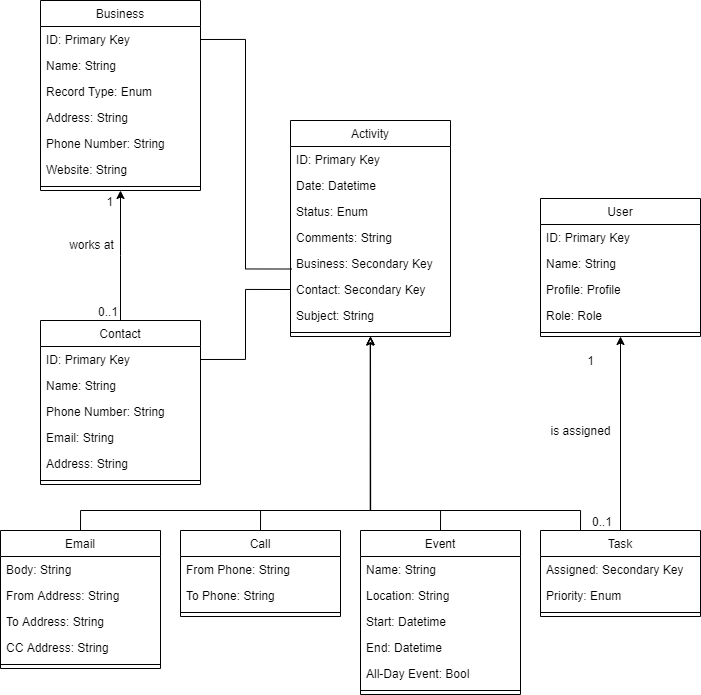 Business
ID: Primary Key
Name: String
Record Type: Enum
Address: String
Phone Number: String
Website: String
1
works at
0..1
Contact
ID: Primary Key
Name: String
Phone Number: String
Email: String
Address: String
Activity
ID: Primary Key
Date: Datetime
Status: Enum
Comments: String
Business: Secondary Key
Contact: Secondary Key
Subject: String
User
ID: Primary Key
Name: String
Profile: Profile
Role: Role
1
is assigned
0..1
Email
Body: String
From Address: String
To Address: String
CC Address: String
Call
From Phone: String
To Phone: String
Event
Name: String
Location: String
Start: Datetime
End: Datetime
All-Day Event: Bool
Task
Assigned: Secondary Key
Priority: Enum